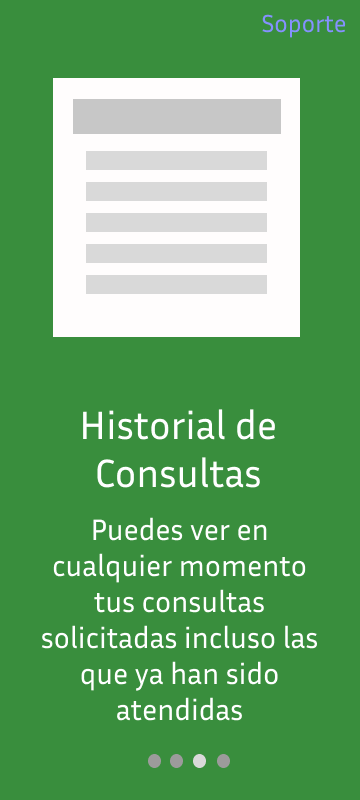 Soporte
Historial de
Consultas
Puedes ver en
cualquier momento
tus consultas
solicitadas incluso las
que ya han sido
atendidas